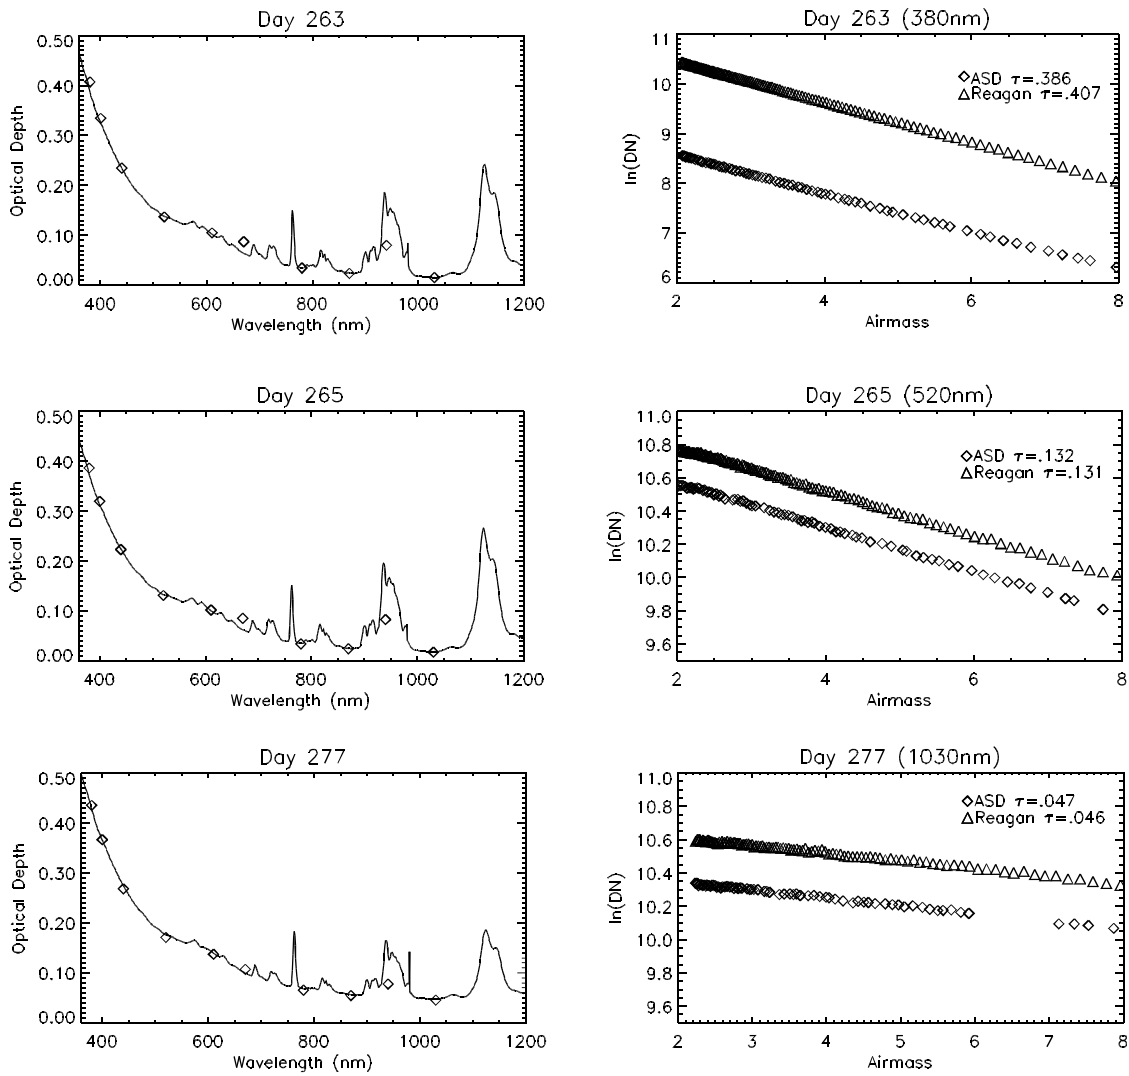 Day 263
0.50
0.40
0.30
0.20
0.10
0.00
Optical Depth
400 600 800 1000 1200
Wavelength (nm)
Day 263 (380nm)
11
10
9
8
7
6
ln(DN)
ASD τ=.386
Reagan τ=.407
2 4 6 8
Airmass
Day 265
0.50
0.40
0.30
0.20
0.10
0.00
Optical Depth
400 600 800 1000 1200
Wavelength (nm)
Day 265 (520nm)
11.0
10.8
10.6
10.4
10.2
10.0
9.8
9.6
ln(DN)
ASD τ=.132
Reagan τ=.131
2 4 6 8
Airmass
Day 277
0.50
0.40
0.30
0.20
0.10
0.00
Optical Depth
400 600 800 1000 1200
Wavelength (nm)
Day 277 (1030nm)
11.0
10.8
10.6
10.4
10.2
10.0
9.8
9.6
ln(DN)
ASD τ=.047
Reagan τ=.046
2 3 4 5 6 7 8
Airmass